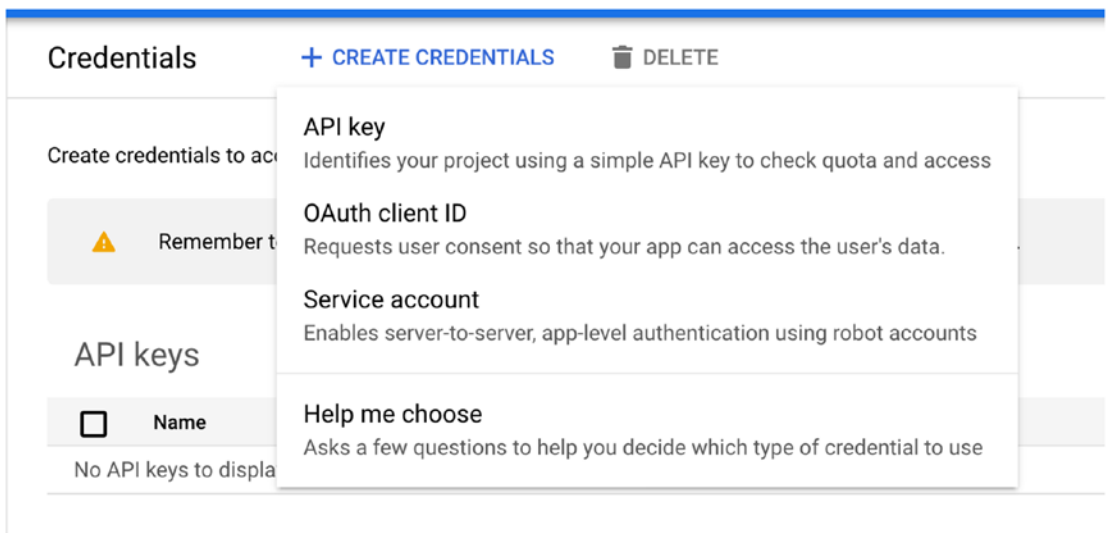 Credentials
+ CREATE CREDENTIALS
DELETE
API key
Identifies your project using a simple API key to check quota and access
Create credentials to
OAuth client ID
Requests user consent so that your app can access the user's data.
Remember
Service account
Enables server-to-server, app-level authentication using robot accounts
API keys
Help me choose
Asks a few questions to help you decide which type of credential to use
Name
No API keys to displa